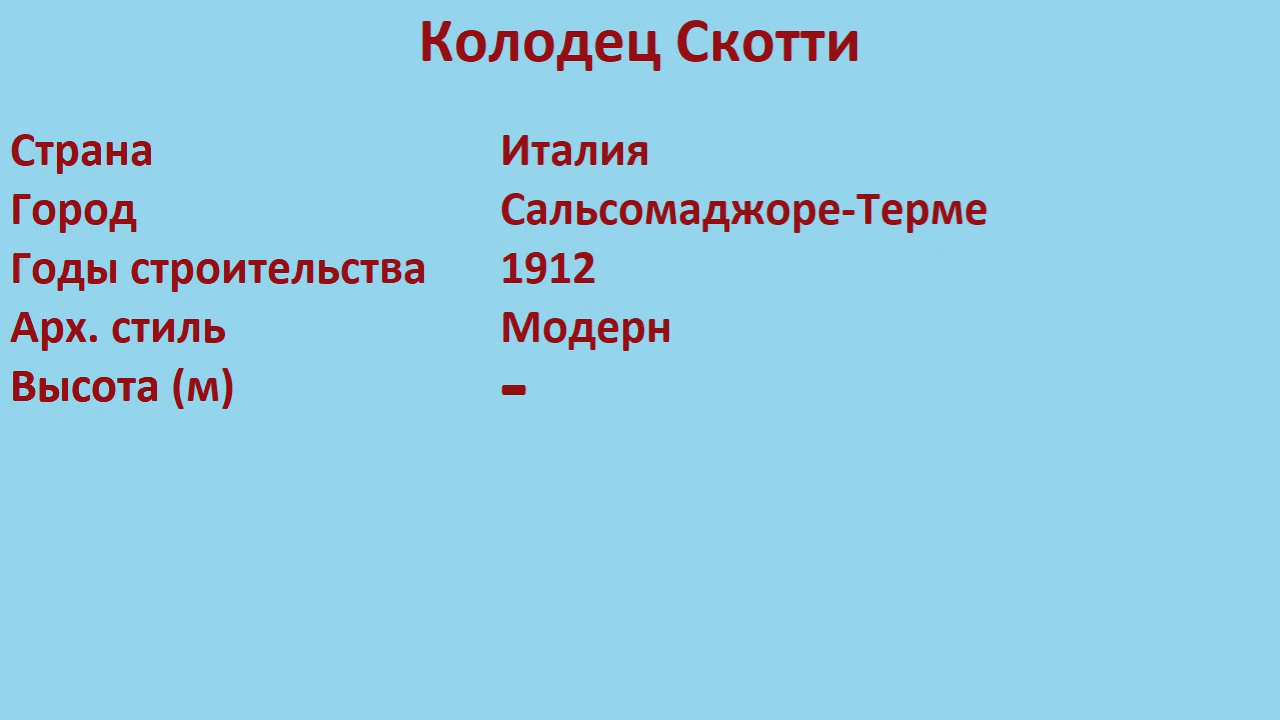 Колодец Скотти
Страна Италия
Город Сальсомаджоре-Терме
Годы строительства 1912
Арх. стиль Модерн
Высота (м) -